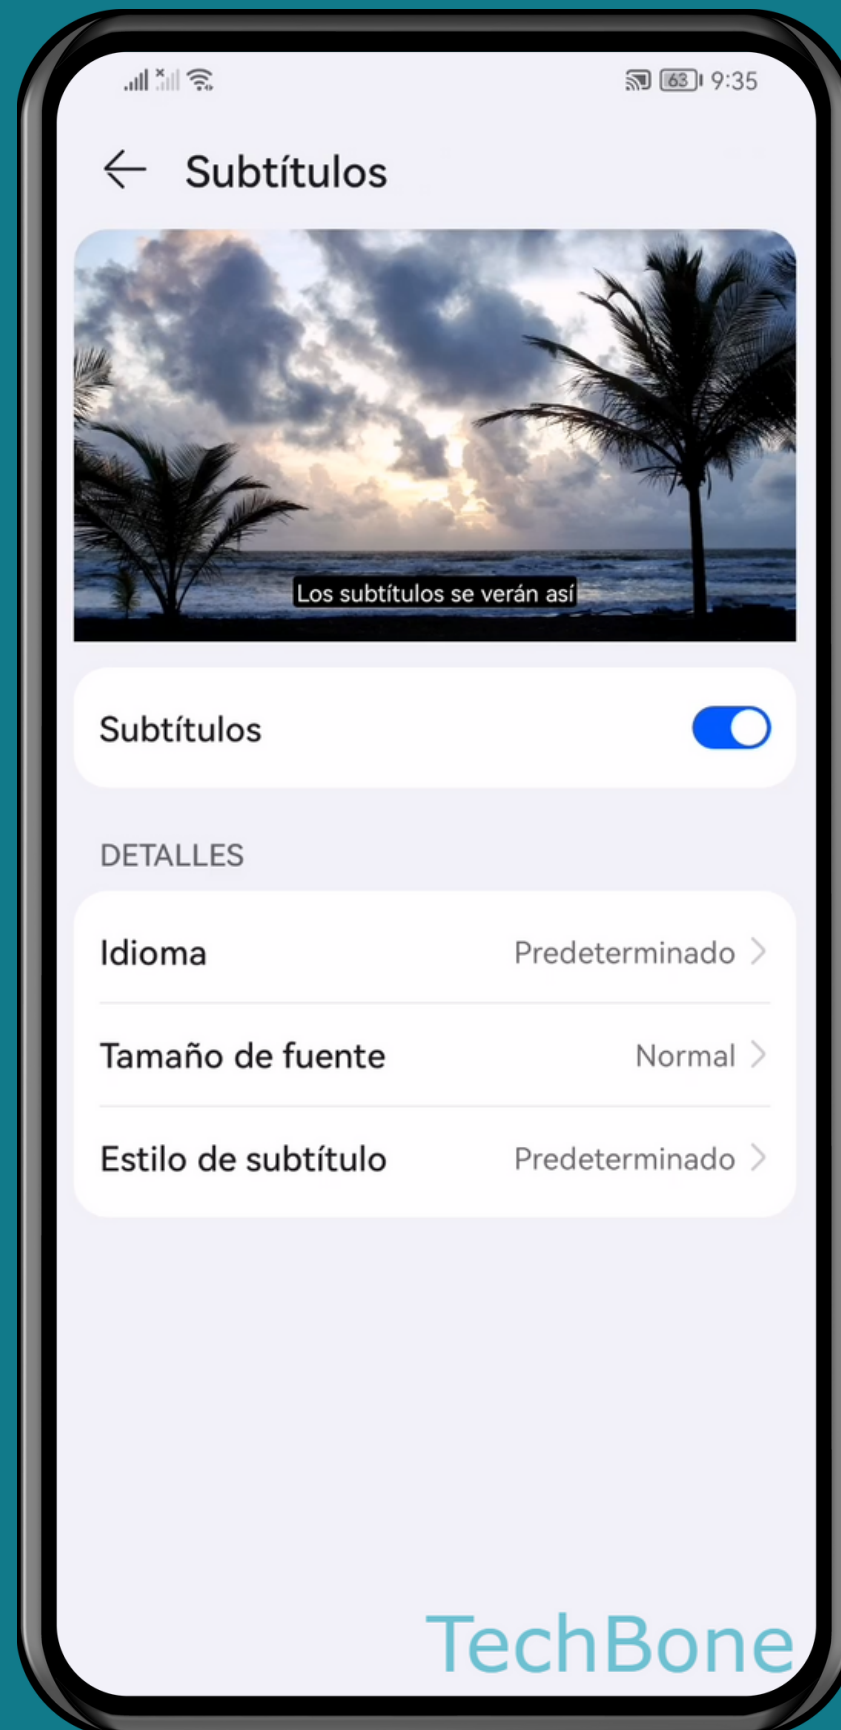 63 9:35
Subtítulos
Los subtítulos se verán así
Subtítulos
DETALLES
Idioma Predeterminado
Tamaño de fuente Normal
Estilo de subtítulo Predeterminado
TechBone